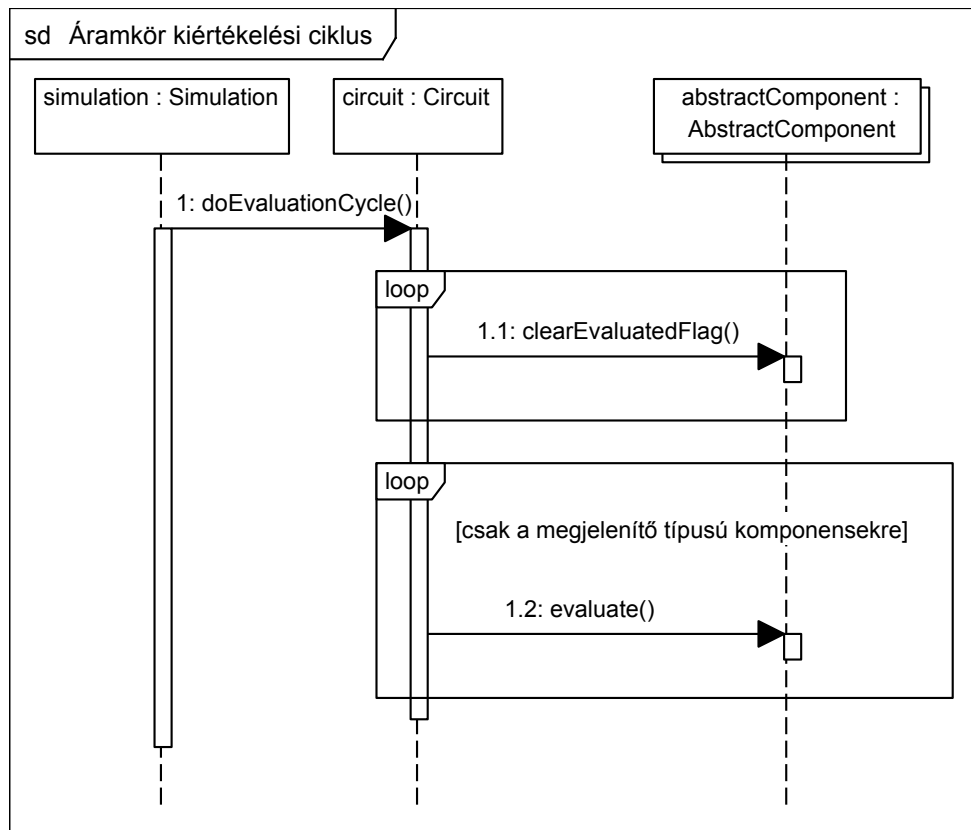 sd Áramkör kiértékelési ciklus
simulation : Simulation
circuit : Circuit
abstractComponent :
AbstractComponent
1: doEvaluationCycle()
loop
1.1: clearEvaluatedFlag()
loop
[csak a megjelenítő típusú komponensekre]
1.2: evaluate()